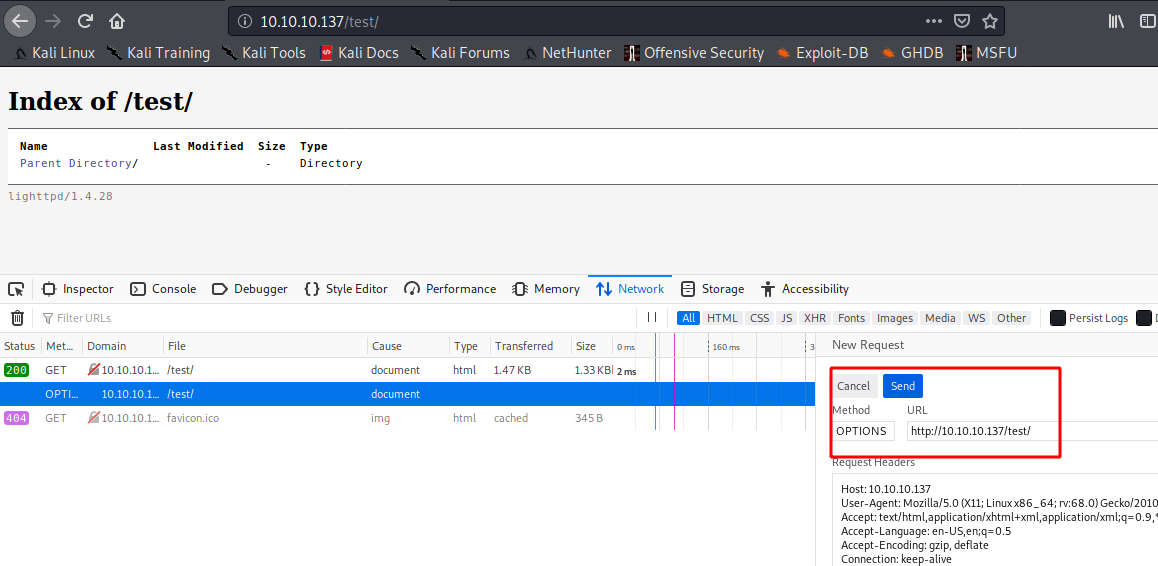 10.10.10.137/test/
Kali Linux Kali Training Kali Tools Kali Docs Kali Forums NetHunter Offensive Security Exploit-DB GHDB MSFU
Index of /test/
Name Last Modified Size Type
Parent Directory/ - Directory
lighttpd/1.4.28
Inspector Console Debugger {} Style Editor Performance Memory Network Storage Accessibility
Filter URLs All HTML CSS JS XHR Fonts Images Media WS Other Persist Logs
Status Met... Domain File Cause Type Transferred Size 0 ms 160 ms
200 GET 10.10.10.1... /test/ document html 1.47 KB 1.33 KB 2 ms
OPTI... 10.10.10.1... /test/ document
404 GET 10.10.10.1... favicon.ico img html cached 345 B
New Request
Cancel Send
Method URL
OPTIONS http://10.10.10.137/test/
Request Headers
Host: 10.10.10.137
User-Agent: Mozilla/5.0 (X11; Linux x86_64; rv:68.0) Gecko/2010
Accept: text/html,application/xhtml+xml,application/xml;q=0.9,*
Accept-Language: en-US,en;q=0.5
Accept-Encoding: gzip, deflate
Connection: keep-alive